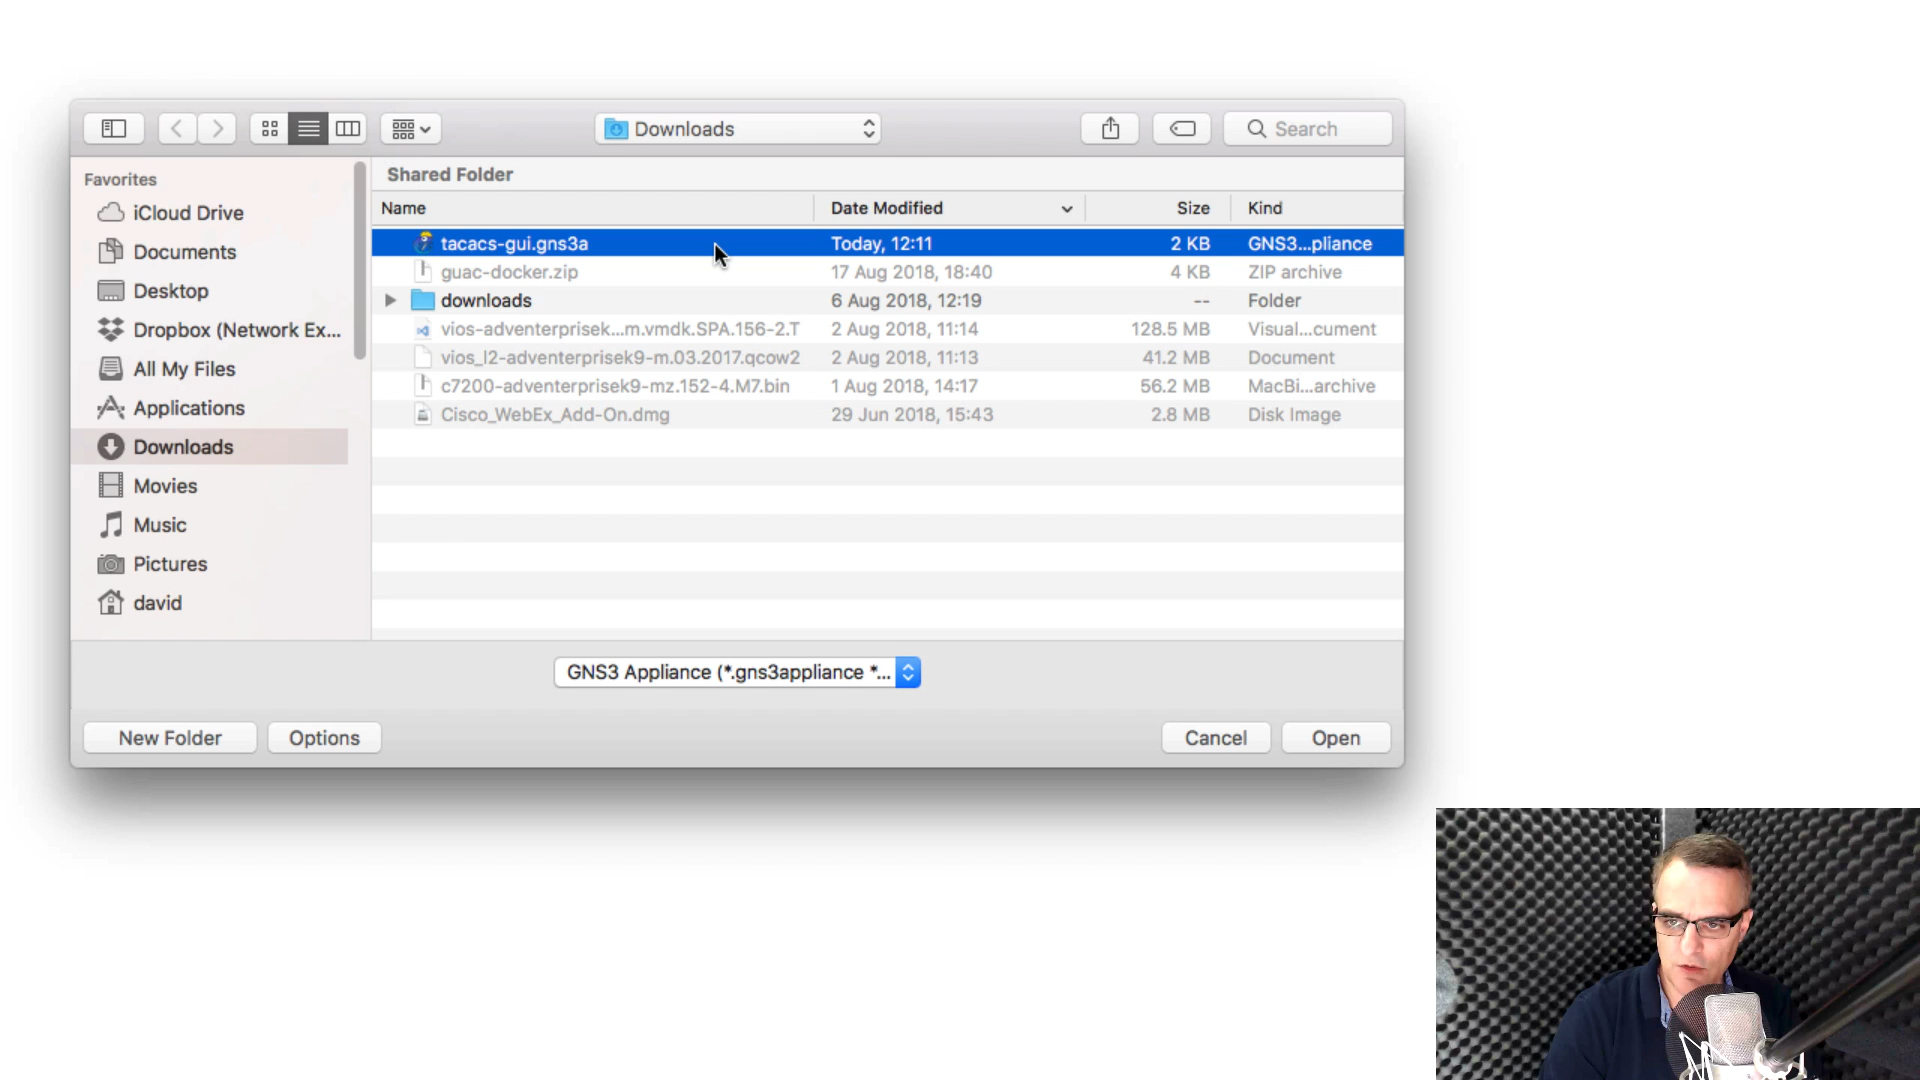 Downloads
Search
Favorites
iCloud Drive
Documents
Desktop
Dropbox (Network Ex...
All My Files
Applications
Downloads
Movies
Music
Pictures
david
Shared Folder
Name Date Modified Size Kind
tacacs-gui.gns3a Today, 12:11 2 KB GNS3...pliance
guac-docker.zip 17 Aug 2018, 18:40 4 KB ZIP archive
downloads 6 Aug 2018, 12:19 -- Folder
vios-adventerprisek...m.vmdk.SPA.156-2.T 2 Aug 2018, 11:14 128.5 MB Visual...cument
vios_l2-adventerprisek9-m.03.2017.qcow2 2 Aug 2018, 11:13 41.2 MB Document
c7200-adventerprisek9-mz.152-4.M7.bin 1 Aug 2018, 14:17 56.2 MB MacBi...archive
Cisco_WebEx_Add-On.dmg 29 Jun 2018, 15:43 2.8 MB Disk Image
GNS3 Appliance (*.gns3appliance *...
New Folder Options Cancel Open